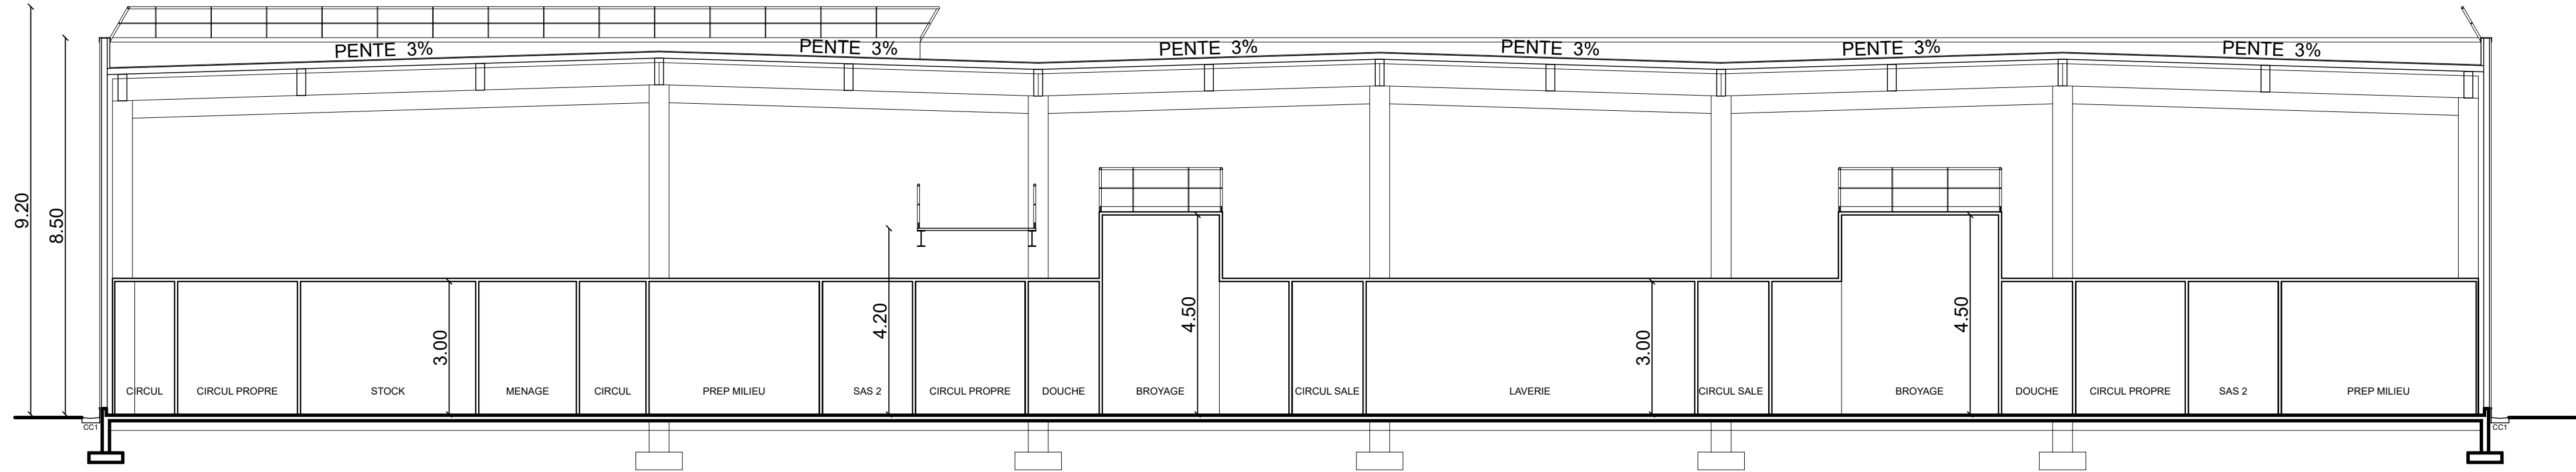 PENTE 3%
PENTE 3%
PENTE 3%
PENTE 3%
PENTE 3%
PENTE 3%
9.20
8.50
4.20
4.50
4.50
3.00
3.00
CIRCUL
CIRCUL PROPRE
STOCK
MENAGE
CIRCUL
PREP MILIEU
SAS 2
CIRCUL PROPRE
DOUCHE
BROYAGE
CIRCUL SALE
LAVERIE
CIRCUL SALE
BROYAGE
DOUCHE
CIRCUL PROPRE
SAS 2
PREP MILIEU
CC1
CC1